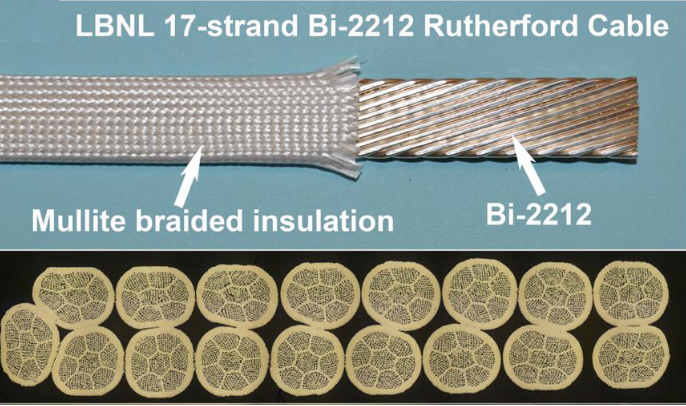 LBNL 17-strand Bi-2212 Rutherford Cable
Mullite braided insulation
Bi-2212